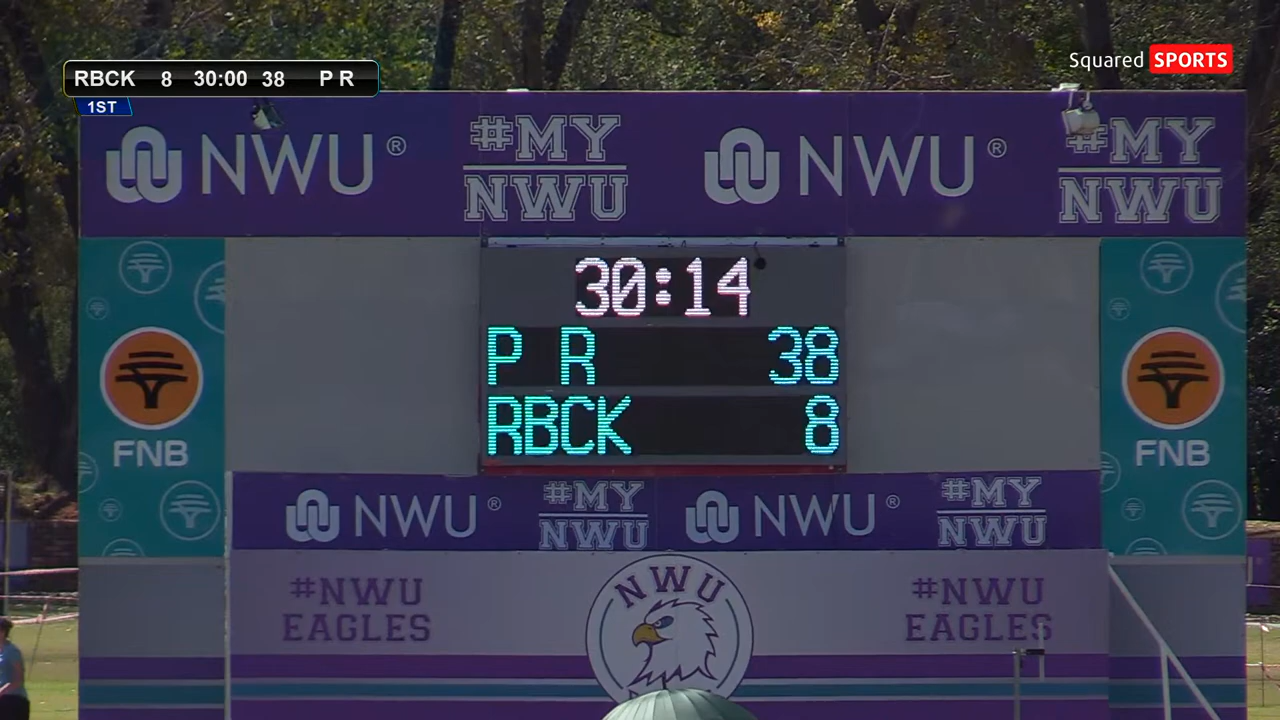 RBCK 8 30:00 38 P R
1ST
Squared SPORTS
NWU® #MY NWU NWU® #MY NWU
30:14
P R 38
RBCK 8
FNB FNB
NWU® #MY NWU NWU® #MY NWU
#NWU EAGLES
NWU
#NWU EAGLES